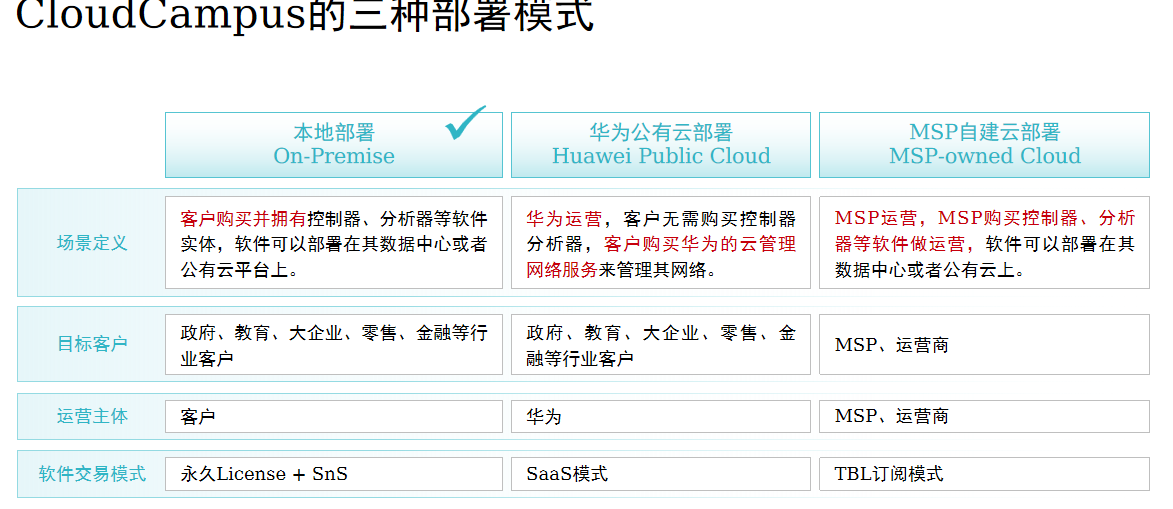 CloudCampus的三种部署模式
本地部署
On-Premise
华为公有云部署
Huawei Public Cloud
MSP自建云部署
MSP-owned Cloud
场景定义
客户购买并拥有控制器、分析器等软件
实体，软件可以部署在其数据中心或者
公有云平台上。
华为运营，客户无需购买控制器
分析器，客户购买华为的云管理
网络服务来管理其网络。
MSP运营，MSP购买控制器、分析
器等软件做运营，软件可以部署在其
数据中心或者公有云上。
目标客户
政府、教育、大企业、零售、金融等行
业客户
政府、教育、大企业、零售、金
融等行业客户
MSP、运营商
运营主体
客户
华为
MSP、运营商
软件交易模式
永久License + SnS
SaaS模式
TBL订阅模式